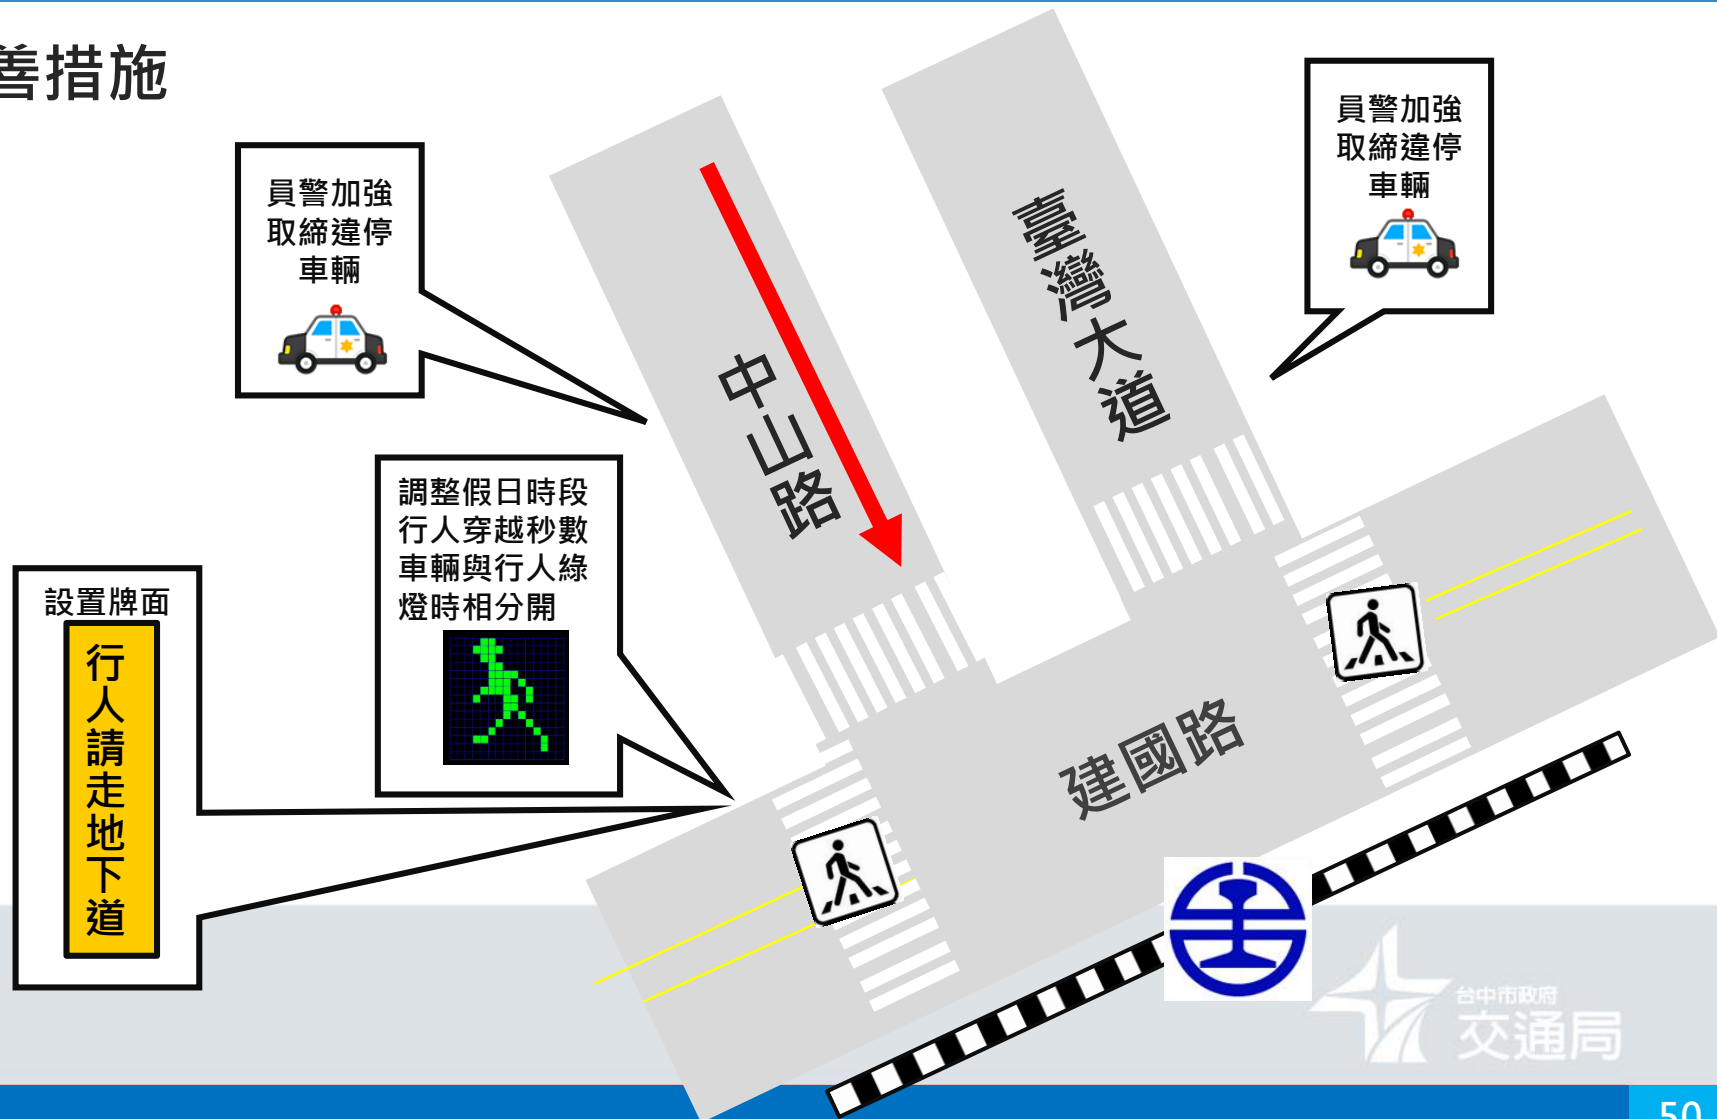 善措施
員警加強
取締違停
車輛
員警加強
取締違停
車輛
臺灣大道
中山路
調整假日時段
行人穿越秒數
車輛與行人綠
燈時相分開
設置牌面
行人請走地下道
建國路
台中市政府
交通局
50